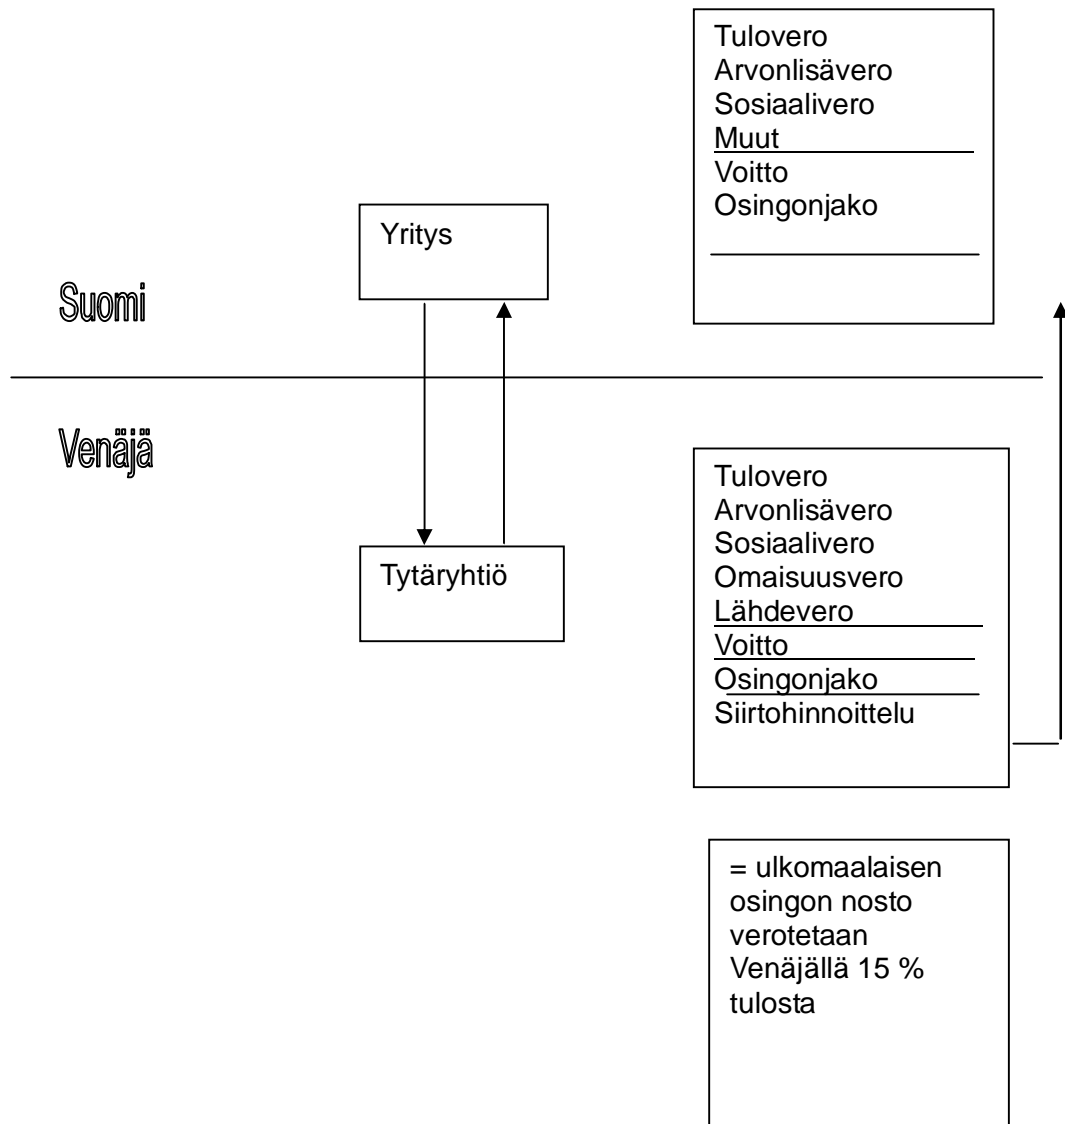 Tulovero
Arvonlisävero
Sosiaalivero
Muut
Voitto
Osingonjako
Yritys
Suomi
Venäjä
Tulovero
Arvonlisävero
Sosiaalivero
Omaisuusvero
Lähdevero
Voitto
Osingonjako
Siirtohinnoittelu
Tytäryhtiö
= ulkomaalaisen
osingon nosto
verotetaan
Venäjällä 15 %
tulosta